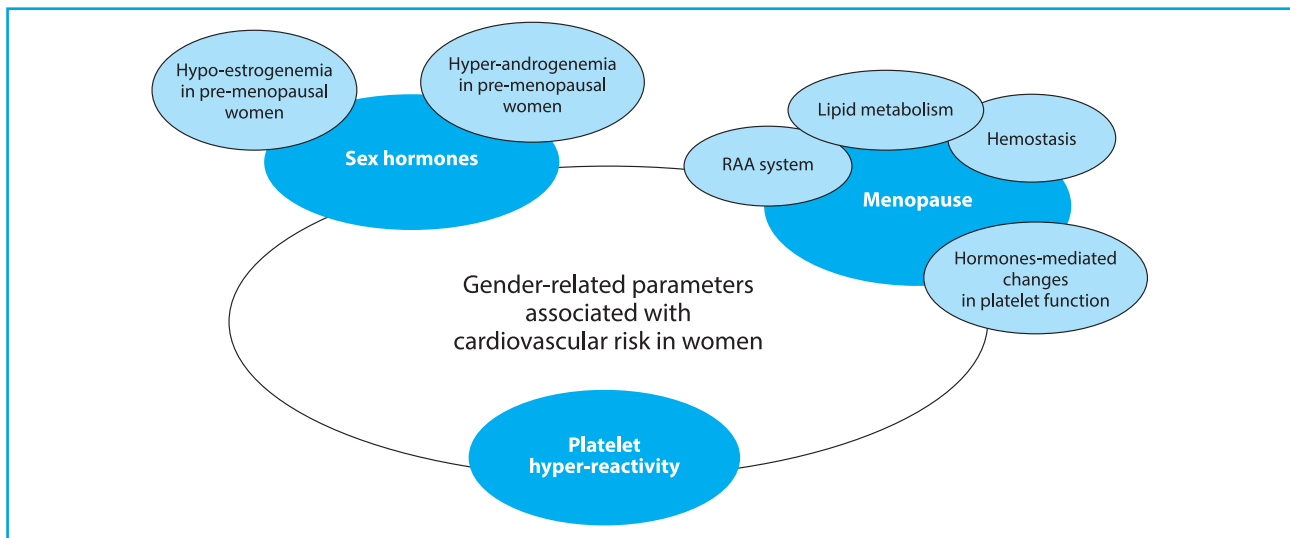 Hypo-estrogenemia
in pre-menopausal
women
Hyper-androgenemia
in pre-menopausal
women
Sex hormones
Lipid metabolism
Hemostasis
RAA system
Menopause
Hormones-mediated
changes
in platelet function
Gender-related parameters
associated with
cardiovascular risk in women
Platelet
hyper-reactivity